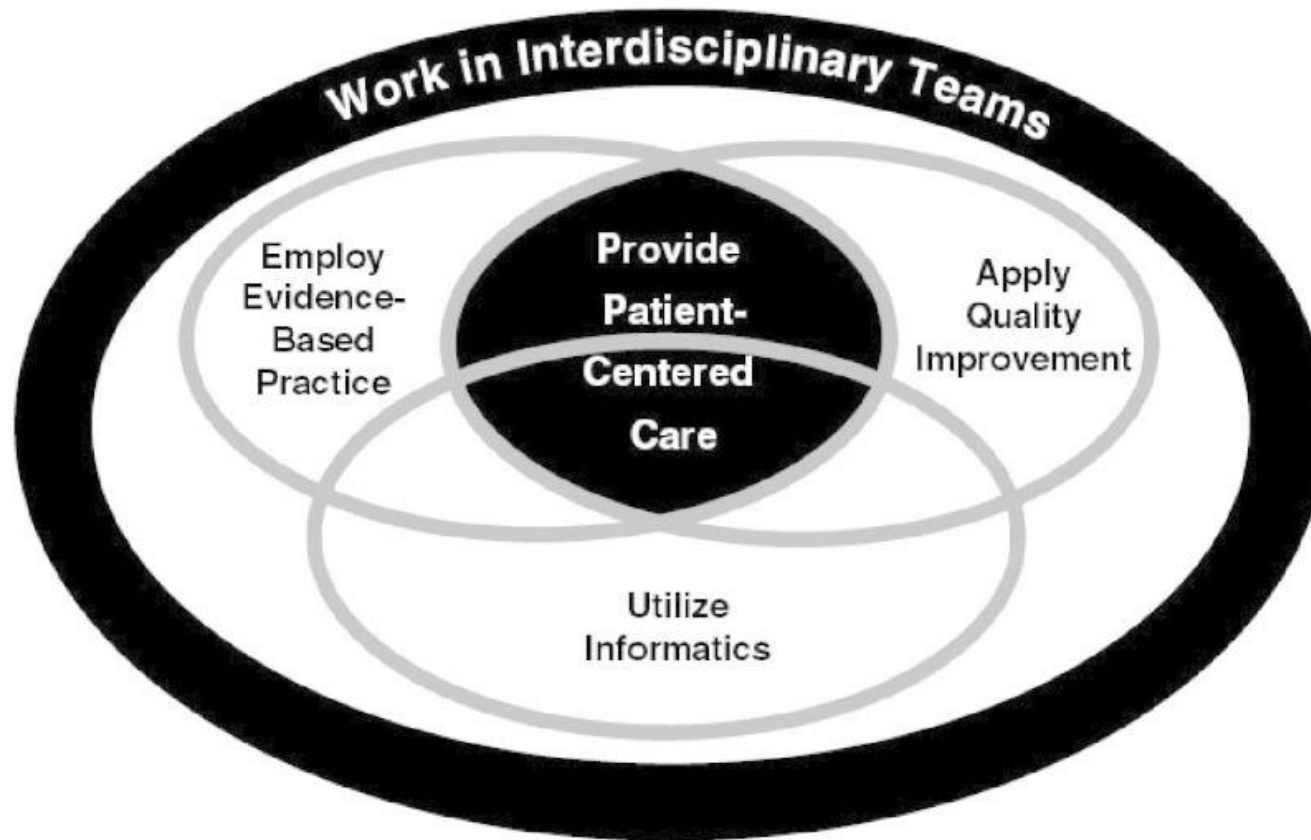 Work in Interdisciplinary Teams
Employ
Evidence-
Based
Practice
Provide
Patient-
Centered
Care
Apply
Quality
Improvement
Utilize
Informatics